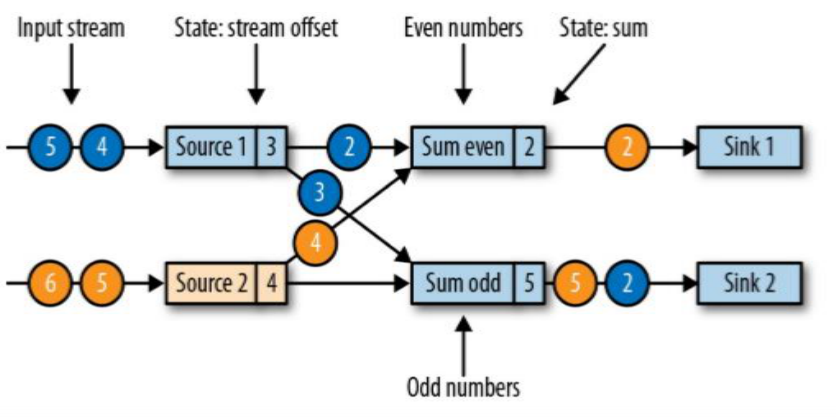 Input stream
State: stream offset
Even numbers
State: sum
5 4 Source 1 3 2 Sum even 2 2 Sink 1
3
4
6 5 Source 2 4 Sum odd 5 5 2 Sink 2
Odd numbers